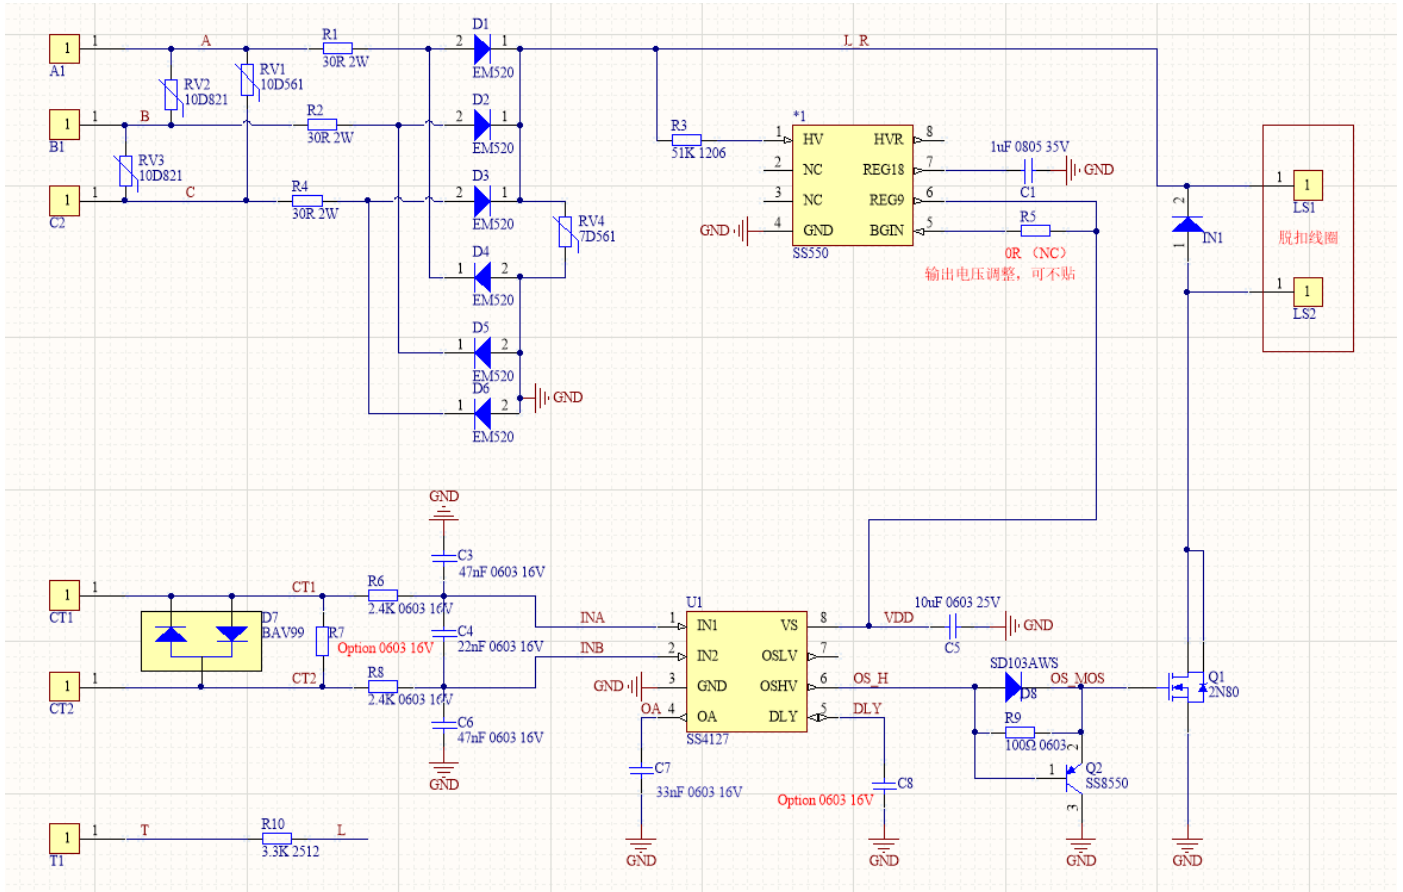 1 1 A R1 2 D1 1 L_R
A1 30R 2W EM520
RV1
10D561
RV2
10D821
1 1 B R2 2 D2 1
B1 30R 2W EM520
RV3
10D821
1 1 C R4 2 D3 1
C2 30R 2W EM520
RV4
7D561
D4
1 2
EM520
D5
1 2
EM520
D6
1 2
EM520
GND
R3
51K 1206
*1
1 HV HVR 8
2 NC REG18 7
3 NC REG9 6
GND 4 GND BGIN 5
SS550
1uF 0805 35V
C1
GND
R5
0R （NC）
输出电压调整，可不贴
2
IN1
1
1 1
LS1
脱扣线圈
1 1
LS2
GND
C3
47nF 0603 16V
1 1 CT1 R6
CT1 2.4K 0603 16V
D7
BAV99
R7
Option 0603 16V
C4
22nF 0603 16V
1 1 CT2 R8
CT2 2.4K 0603 16V
C6
47nF 0603 16V
GND
U1
INA 1 IN1 VS 8 VDD
INB 2 IN2 OSLV 7
GND 3 GND OSHV 6 OS_H
OA 4 OA DLY 5 DLY
SS4127
10uF 0603 25V
C5
GND
C7
33nF 0603 16V
GND
C8
Option 0603 16V
GND
SD103AWS
D8
OS_MOS
R9
100Ω 0603
2
1 Q2
SS8550
3
GND
Q1
2N80
GND
1 1 T R10 L
T1 3.3K 2512